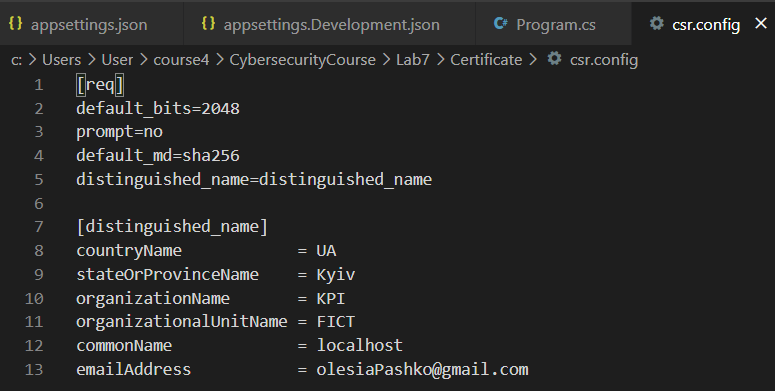 {} appsettings.json {} appsettings.Development.json C# Program.cs csr.config ×
c: > Users > User > course4 > CybersecurityCourse > Lab7 > Certificate > csr.config
1 [req]
2 default_bits=2048
3 prompt=no
4 default_md=sha256
5 distinguished_name=distinguished_name
6
7 [distinguished_name]
8 countryName = UA
9 stateOrProvinceName = Kyiv
10 organizationName = KPI
11 organizationalUnitName = FICT
12 commonName = localhost
13 emailAddress = olesiaPashko@gmail.com